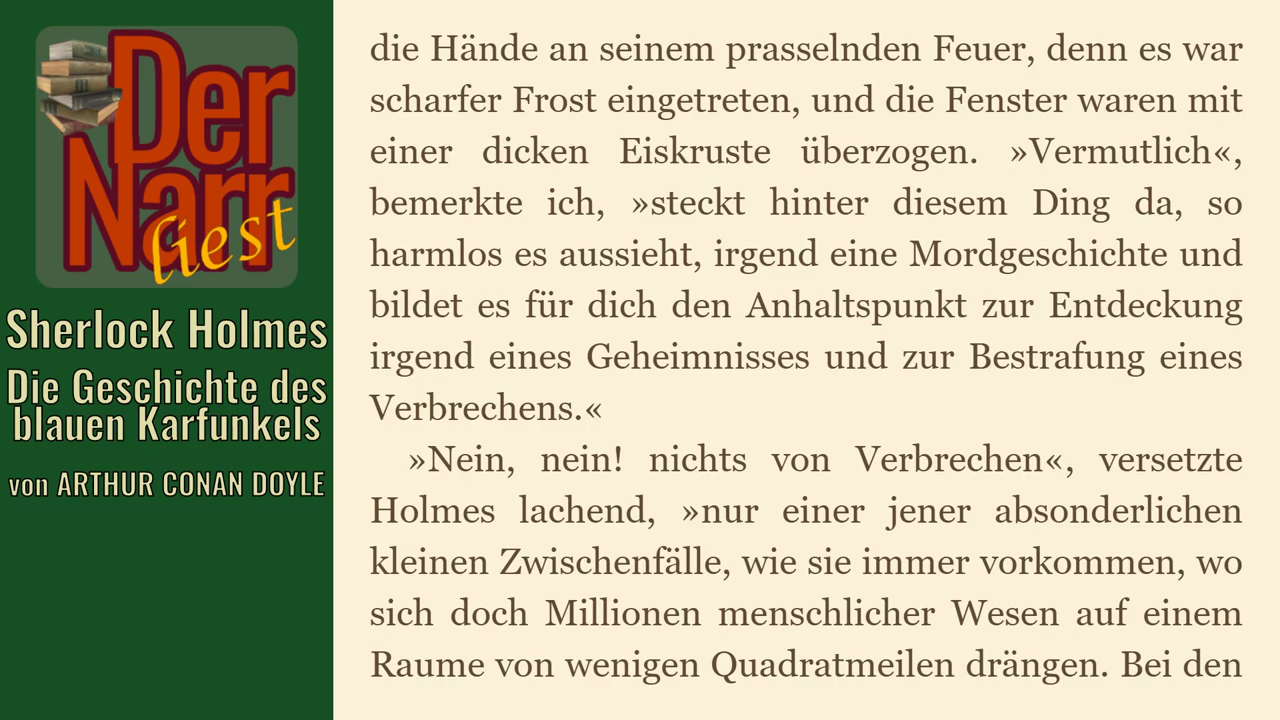 Der
Narr
liest
Sherlock Holmes
Die Geschichte des
blauen Karfunkels
von ARTHUR CONAN DOYLE
die Hände an seinem prasselnden Feuer, denn es war
scharfer Frost eingetreten, und die Fenster waren mit
einer dicken Eiskruste überzogen. »Vermutlich«,
bemerkte ich, »steckt hinter diesem Ding da, so
harmlos es aussieht, irgend eine Mordgeschichte und
bildet es für dich den Anhaltspunkt zur Entdeckung
irgend eines Geheimnisses und zur Bestrafung eines
Verbrechens.«
»Nein, nein! nichts von Verbrechen«, versetzte
Holmes lachend, »nur einer jener absonderlichen
kleinen Zwischenfälle, wie sie immer vorkommen, wo
sich doch Millionen menschlicher Wesen auf einem
Raume von wenigen Quadratmeilen drängen. Bei den